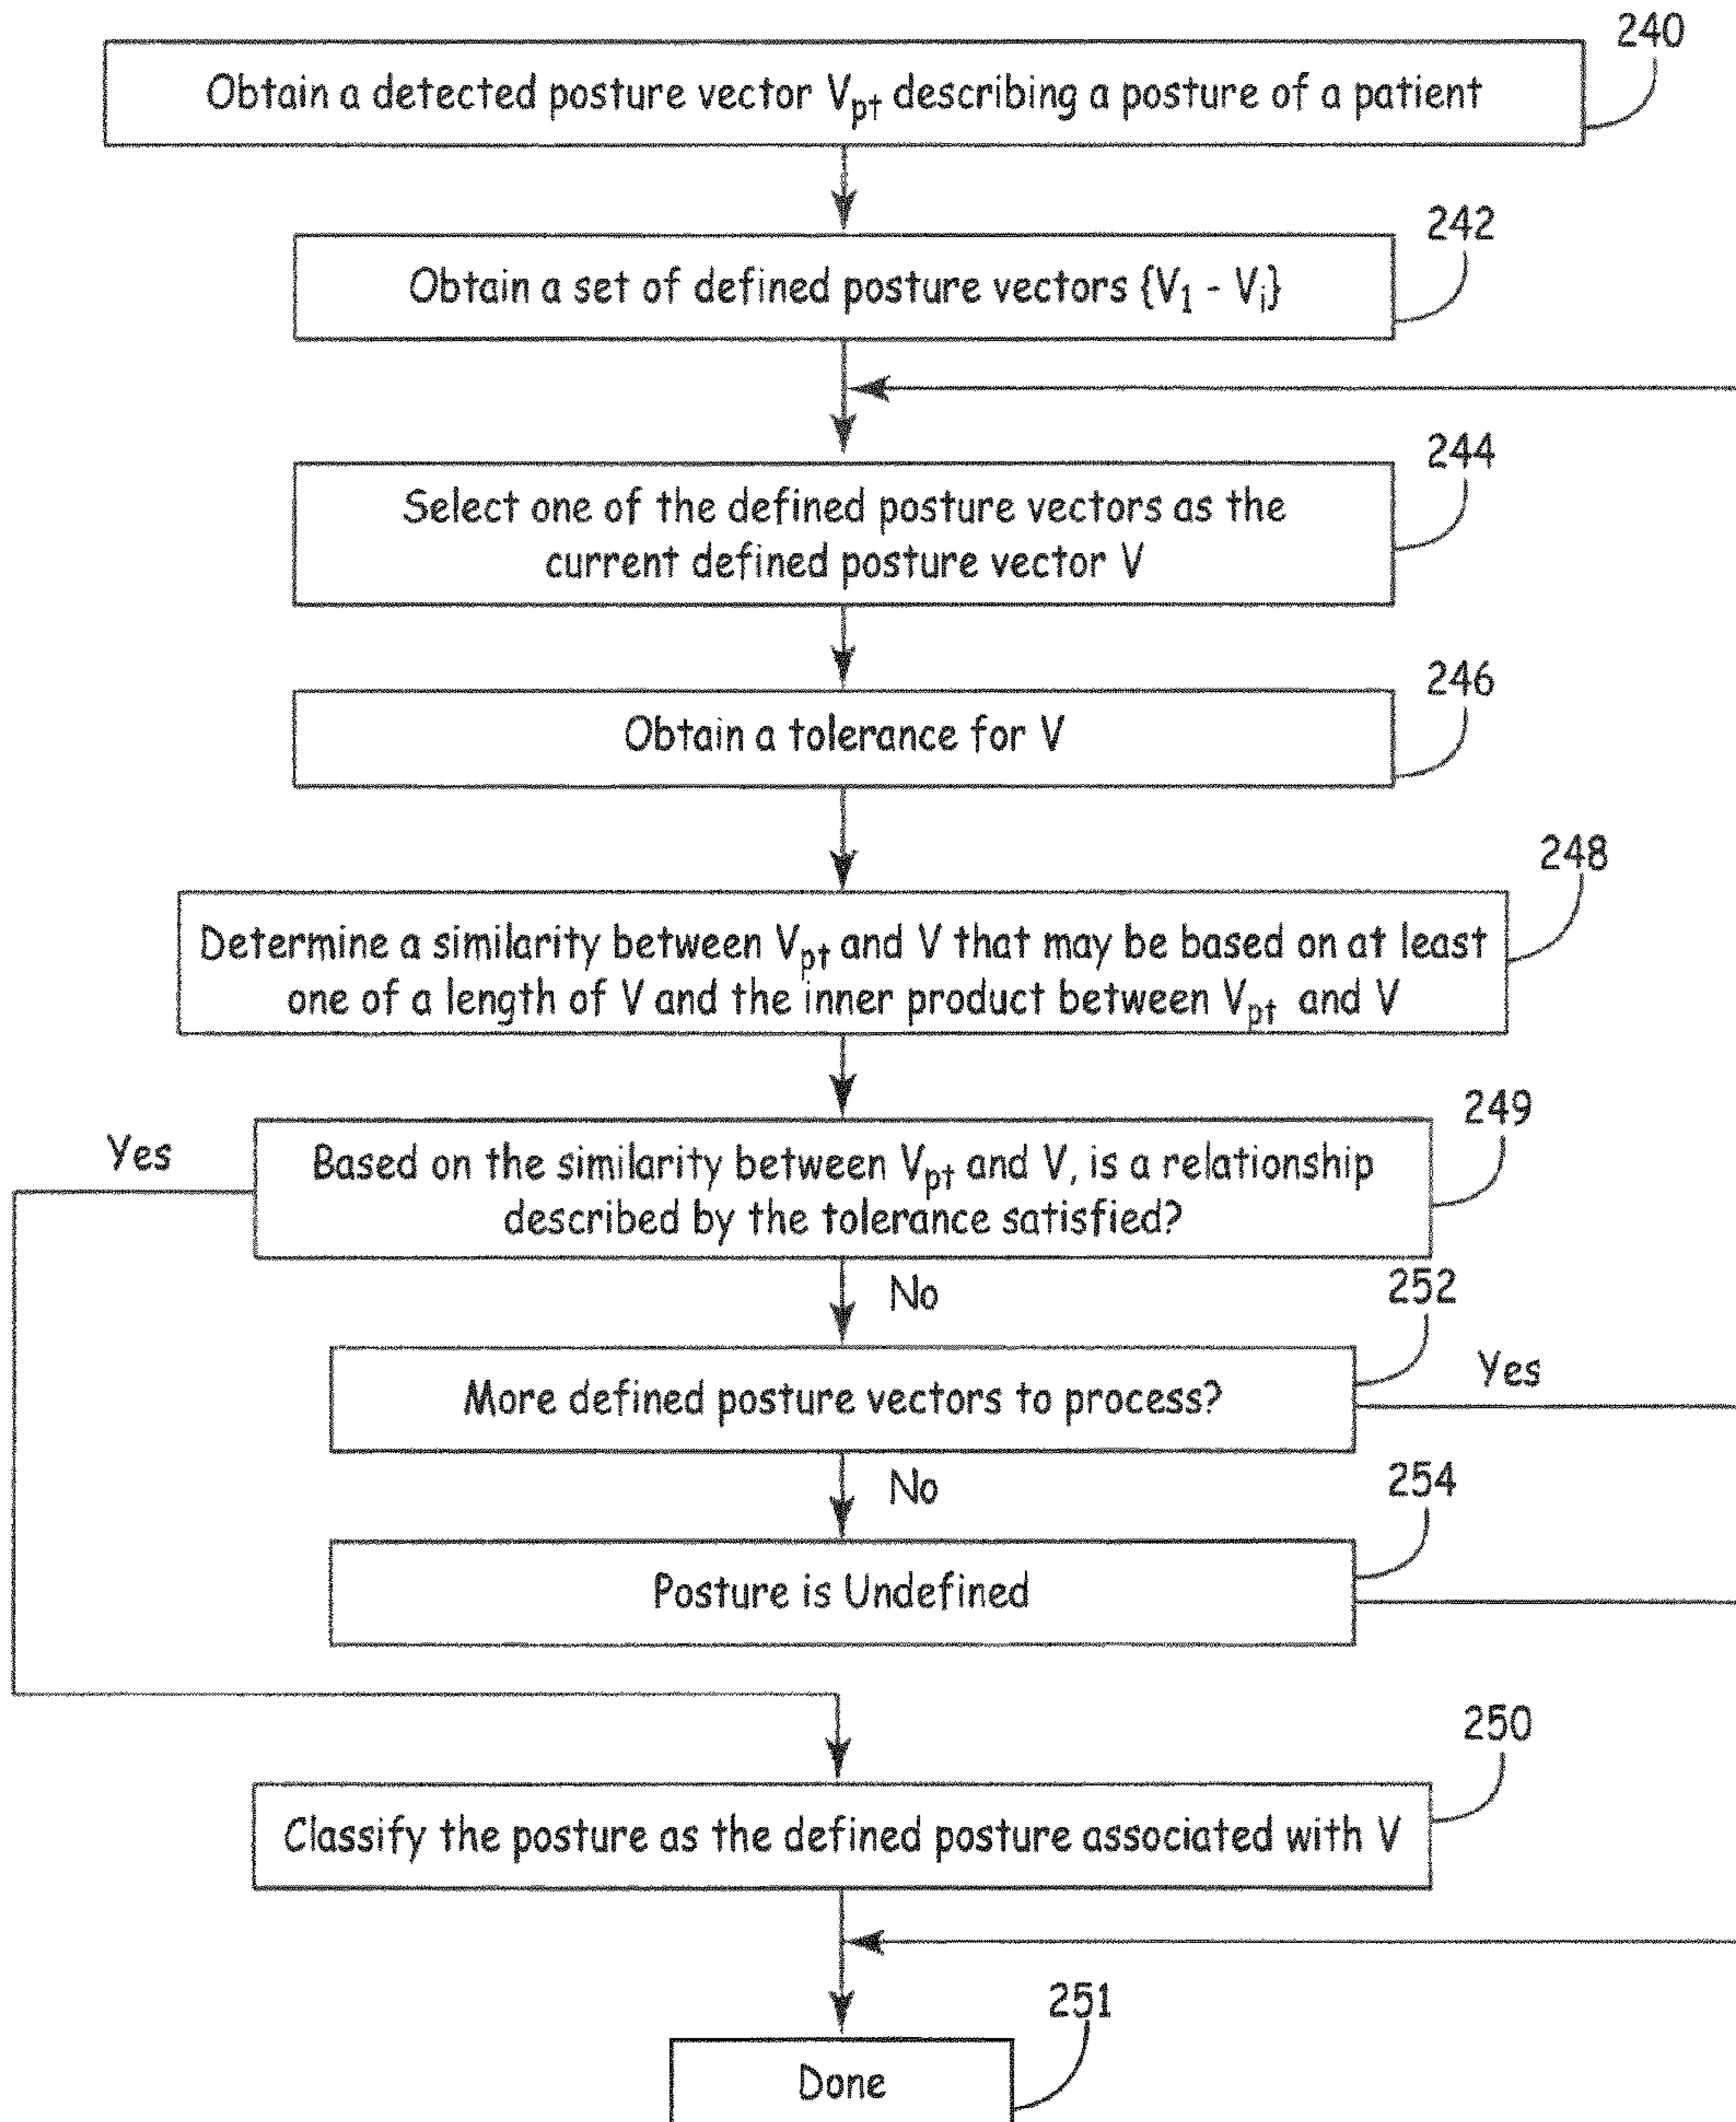 240
Obtain a detected posture vector Vpt describing a posture of a patient
242
Obtain a set of defined posture vectors {V1 - Vi}
244
Select one of the defined posture vectors as the
current defined posture vector V
246
Obtain a tolerance for V
248
Determine a similarity between Vpt and V that may be based on at least
one of a length of V and the inner product between Vpt and V
249
Yes
Based on the similarity between Vpt and V, is a relationship
described by the tolerance satisfied?
No
252
More defined posture vectors to process?
Yes
No
254
Posture is Undefined
250
Classify the posture as the defined posture associated with V
251
Done